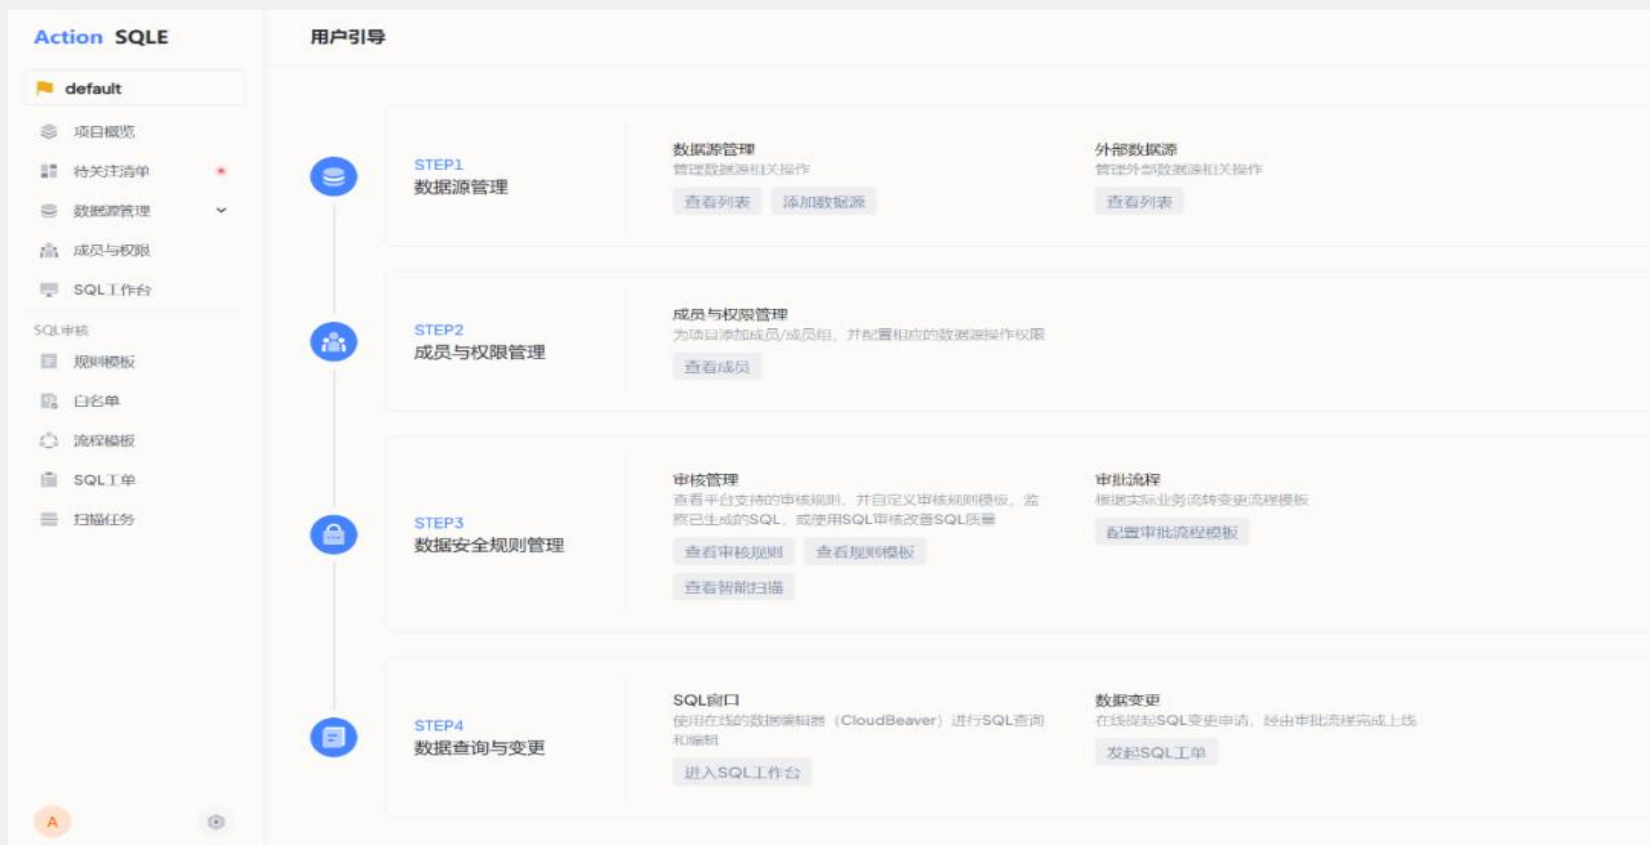 Action SQLE
default
项目概览
待关注清单
数据源管理
成员与权限
SQL工作台
SQL审核
规则模板
白名单
流程模板
SQL工单
扫描任务
A
用户引导
STEP1
数据源管理
数据源管理
管理数据源相关操作
查看列表 添加数据源
外部数据源
管理外部数据源相关操作
查看列表
STEP2
成员与权限管理
成员与权限管理
为项目添加成员/成员组，并配置相应的数据源操作权限
查看成员
STEP3
数据安全规则管理
审核管理
查看平台支持的审核规则，并自定义审核规则模板，监
察已生成的SQL，或使用SQL审核改善SQL质量
查看审核规则 查看规则模板
查看智能扫描
审批流程
根据实际业务流转变更流程模板
配置审批流程模板
STEP4
数据查询与变更
SQL窗口
使用在线的数据编辑器（CloudBeaver）进行SQL查询
和编辑
进入SQL工作台
数据变更
在线提起SQL变更申请，经由审批流程完成上线
发起SQL工单